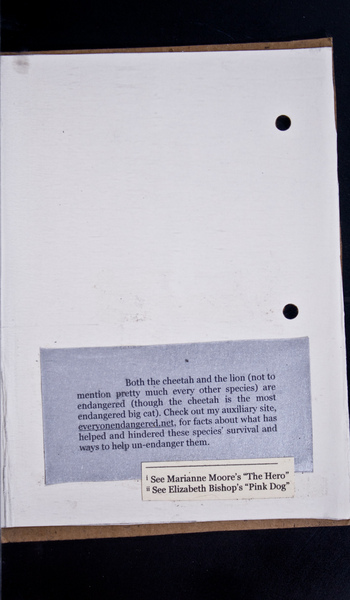 Both the cheetah and the lion (not to
mention pretty much every other species) are
endangered (though the cheetah is the most
endangered big cat). Check out my auxiliary site,
everyonendangered.net, for facts about what has
helped and hindered these species' survival and
ways to help un-endanger them.
i See Marianne Moore's "The Hero"
ii See Elizabeth Bishop's "Pink Dog"